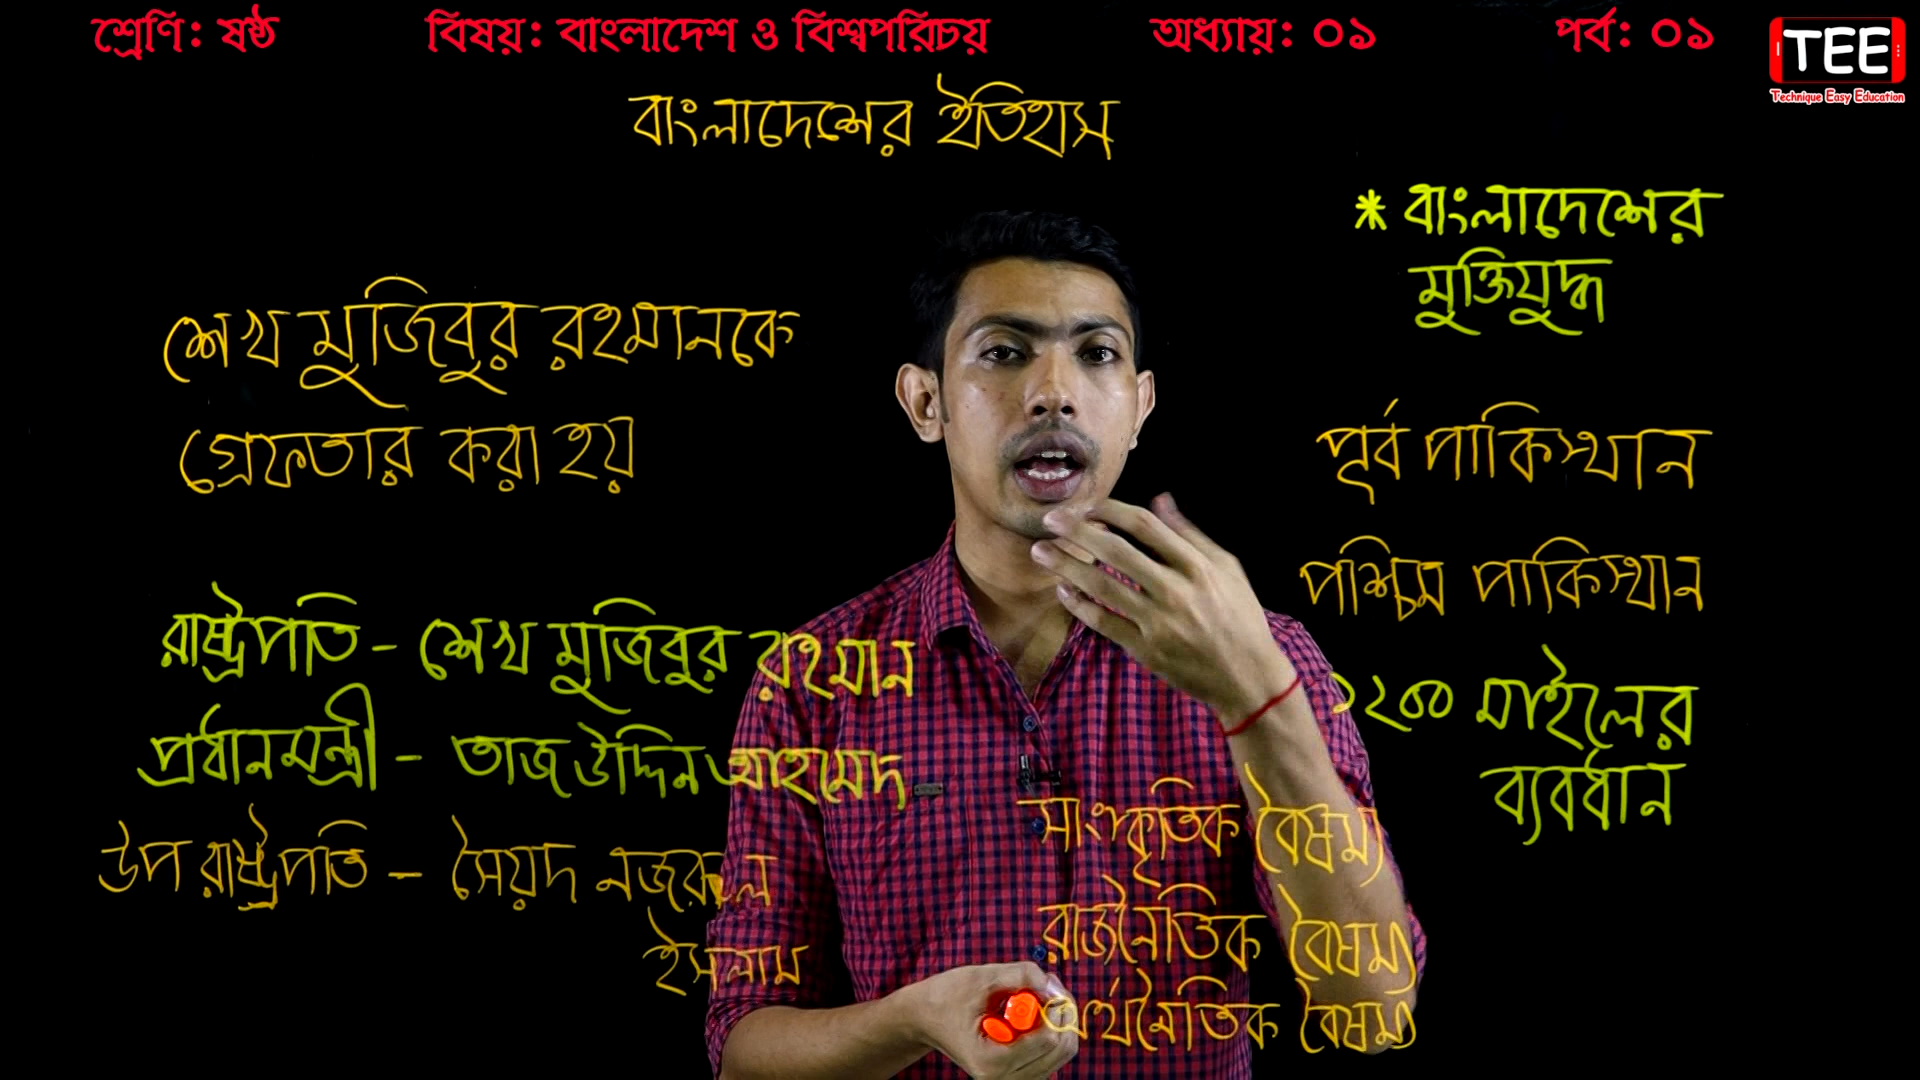 শ্রেণি: ষষ্ঠ বিষয়: বাংলাদেশ ও বিশ্বপরিচয় অধ্যায়: ০১ পর্ব: ০১
TEE
Technique Easy Education
বাংলাদেশের ইতিহাস
* বাংলাদেশের
মুক্তিযুদ্ধ
শেখ মুজিবুর রহমানকে
গ্রেফতার করা হয়
পূর্ব পাকিস্থান
পশ্চিম পাকিস্থান
১২০০ মাইলের
ব্যবধান
রাষ্ট্রপতি - শেখ মুজিবুর রহমান
প্রধানমন্ত্রী - তাজউদ্দিন আহমেদ
উপ রাষ্ট্রপতি - সৈয়দ নজরুল
ইসলাম
সাংস্কৃতিক বৈষম্য
রাজনৈতিক বৈষম্য
অর্থনৈতিক বৈষম্য